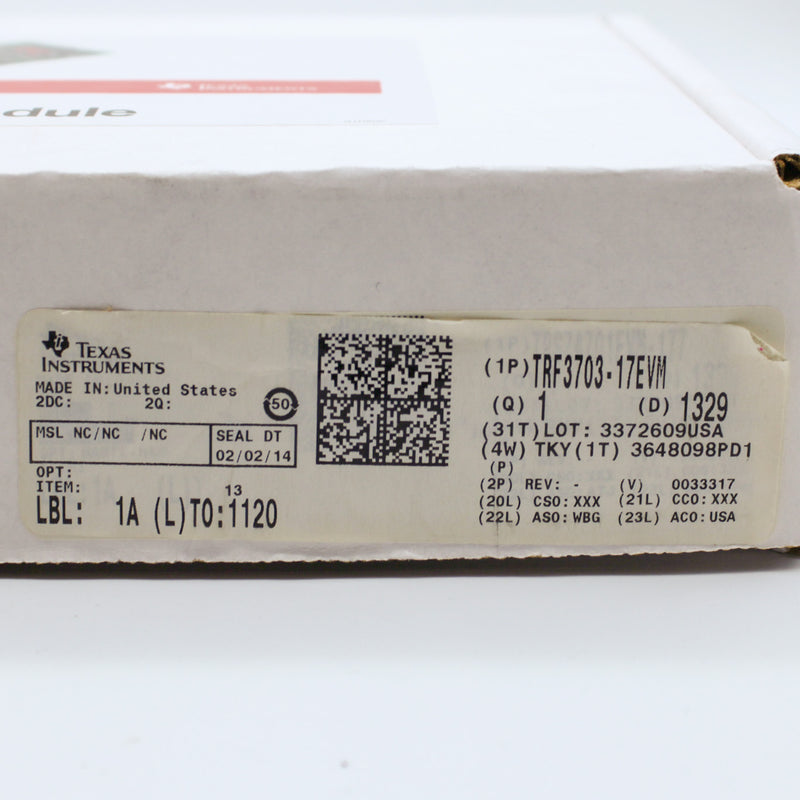 TEXAS INSTRUMENTS
dule
TEXAS
INSTRUMENTS
MADE IN: United States
2DC: 2Q:
50
MSL NC/NC /NC
SEAL DT
02/02/14
OPT:
ITEM: 13
LBL: 1A (L)TO:1120
(1P) TRF3703-17EVM
(Q) 1 (D) 1329
(31T)LOT: 3372609USA
(4W) TKY(1T) 3648098PD1
(P)
(2P) REV: - (V) 0033317
(20L) CSO: XXX (21L) CCO: XXX
(22L) ASO: WBG (23L) ACO: USA